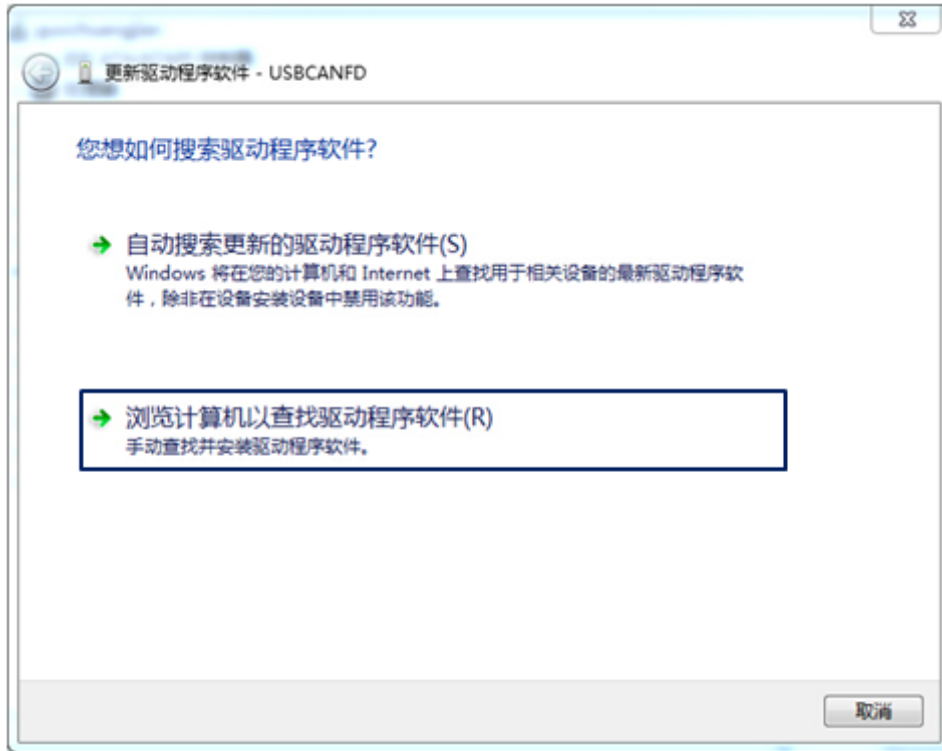 更新驱动程序软件 - USBCANFD
您想如何搜索驱动程序软件?
自动搜索更新的驱动程序软件(S)
Windows 将在您的计算机和 Internet 上查找用于相关设备的最新驱动程序软
件，除非在设备安装设备中禁用该功能。
浏览计算机以查找驱动程序软件(R)
手动查找并安装驱动程序软件。
取消